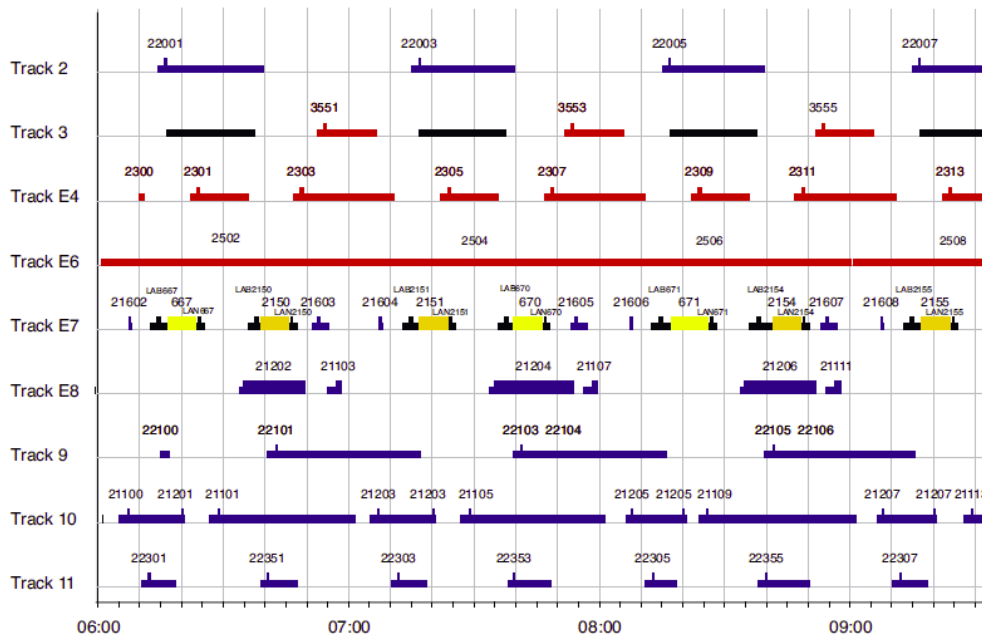 22001 22003 22005 22007
Track 2
3551 3553 3555
Track 3
2300 2301 2303 2305 2307 2309 2311 2313
Track E4
2502 2504 2506 2508
Track E6
LAB667 LAB2150 LAB2151 LAB670 LAB671 LAB2154 LAB2155
21602 667 2150 21603 21604 2151 670 21605 21606 671 2154 21607 21608 2155
LAN667 LAN2150 LAN2151 LAN670 LAN671 LAN2154 LAN2155
Track E7
21202 21103 21204 21107 21206 21111
Track E8
22100 22101 22103 22104 22105 22106
Track 9
21100 21201 21101 21203 21203 21105 21205 21205 21109 21207 21207
Track 10
22301 22351 22303 22353 22305 22355 22307
Track 11
06:00 07:00 08:00 09:00